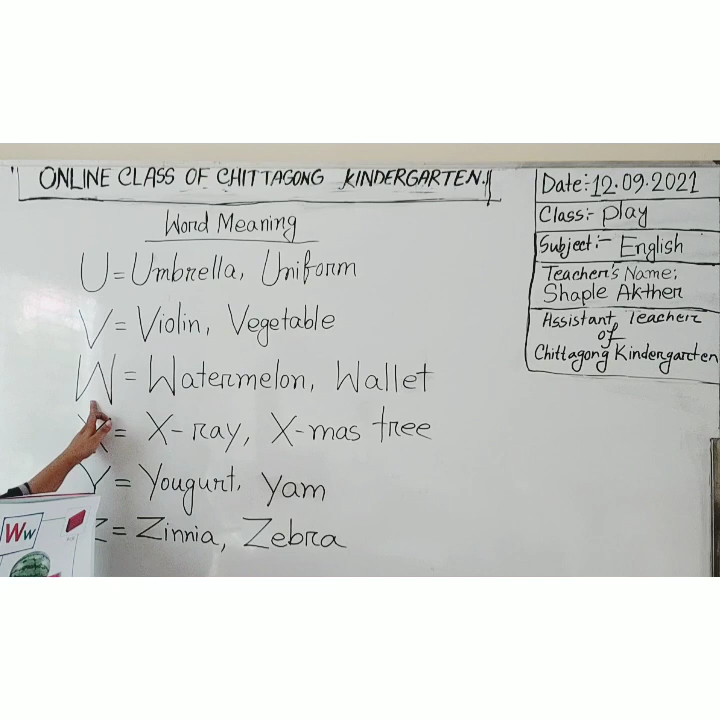 ONLINE CLASS OF CHITTAGONG KINDERGARTEN.
Word Meaning
U = Umbrella, Uniform
V = Violin, Vegetable
W = Watermelon, Wallet
X = X-ray, X-mas tree
Y = Yougurt, Yam
Z = Zinnia, Zebra
Date:-12.09.2021
Class:- play
Subject:- English
Teacher's Name:
Shaple Akther
Assistant Teacher
of
Chittagong Kindergarten
Ww